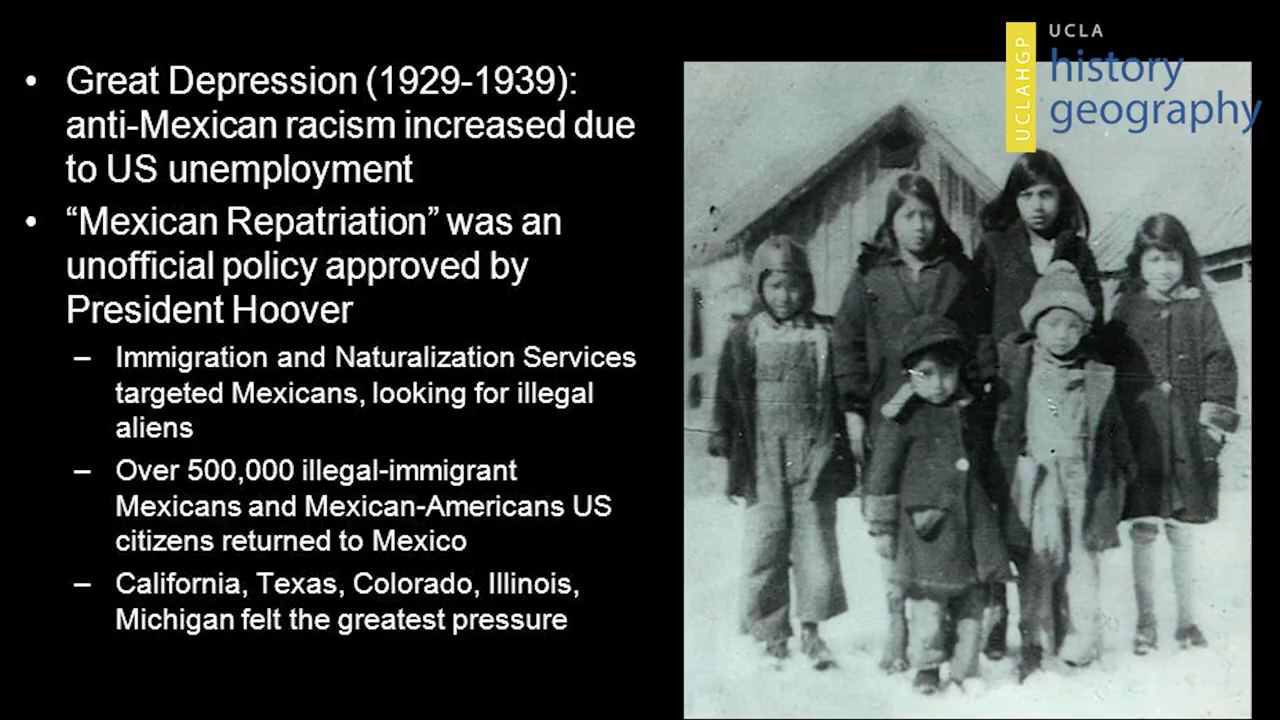 • Great Depression (1929-1939):
anti-Mexican racism increased due
to US unemployment
• “Mexican Repatriation” was an
unofficial policy approved by
President Hoover
– Immigration and Naturalization Services
targeted Mexicans, looking for illegal
aliens
– Over 500,000 illegal-immigrant
Mexicans and Mexican-Americans US
citizens returned to Mexico
– California, Texas, Colorado, Illinois,
Michigan felt the greatest pressure
UCLAHGP
UCLA
history
geography